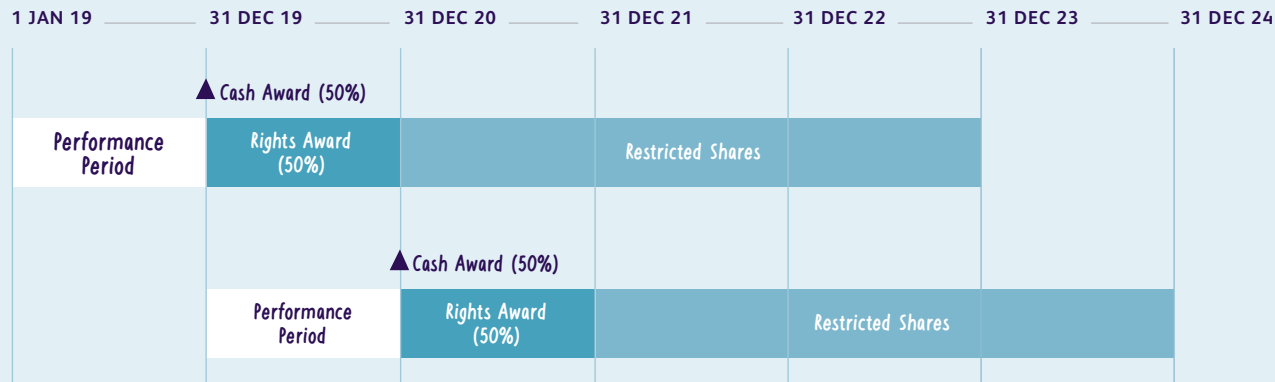 1 JAN 19 31 DEC 19 31 DEC 20 31 DEC 21 31 DEC 22 31 DEC 23 31 DEC 24
Cash Award (50%)
Performance
Period
Rights Award
(50%)
Restricted Shares
Cash Award (50%)
Performance
Period
Rights Award
(50%)
Restricted Shares